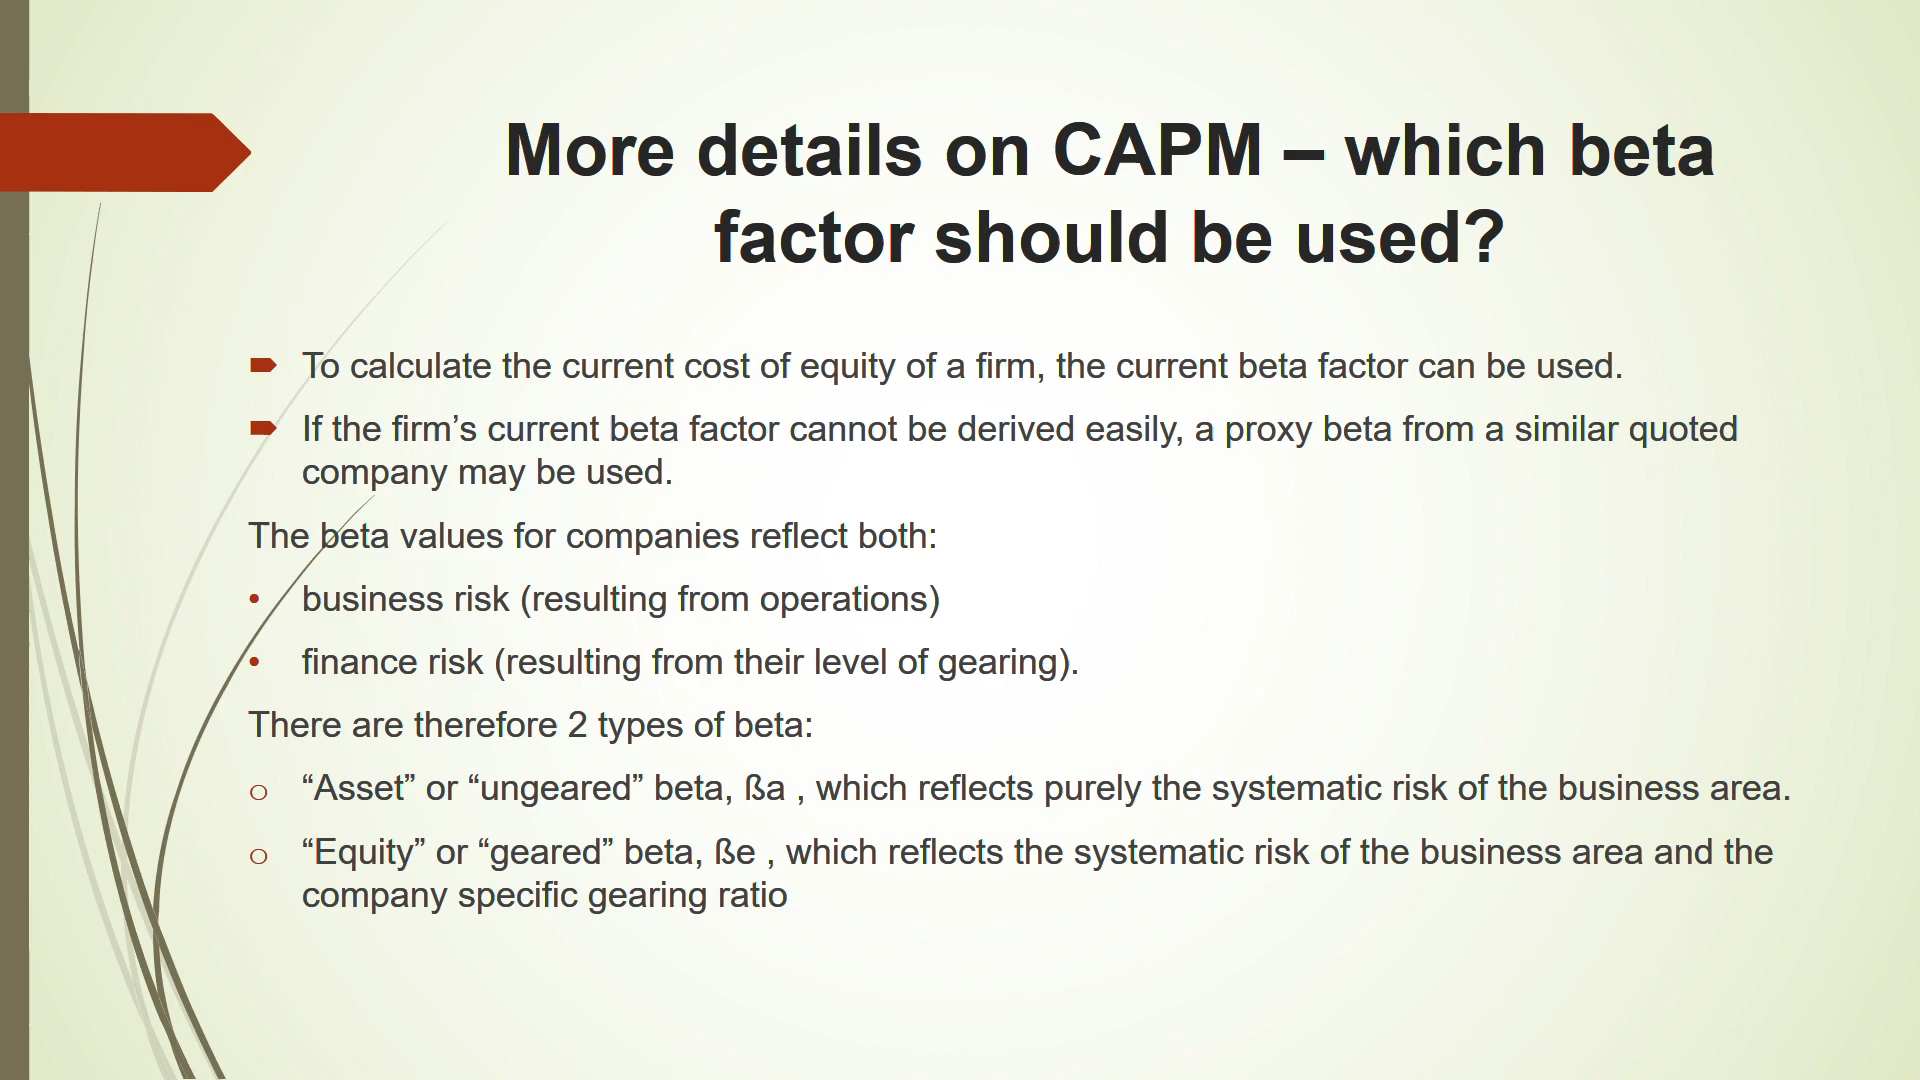 More details on CAPM – which beta
factor should be used?
To calculate the current cost of equity of a firm, the current beta factor can be used.
If the firm’s current beta factor cannot be derived easily, a proxy beta from a similar quoted
company may be used.
The beta values for companies reflect both:
• business risk (resulting from operations)
• finance risk (resulting from their level of gearing).
There are therefore 2 types of beta:
o “Asset” or “ungeared” beta, ßa , which reflects purely the systematic risk of the business area.
o “Equity” or “geared” beta, ße , which reflects the systematic risk of the business area and the
company specific gearing ratio